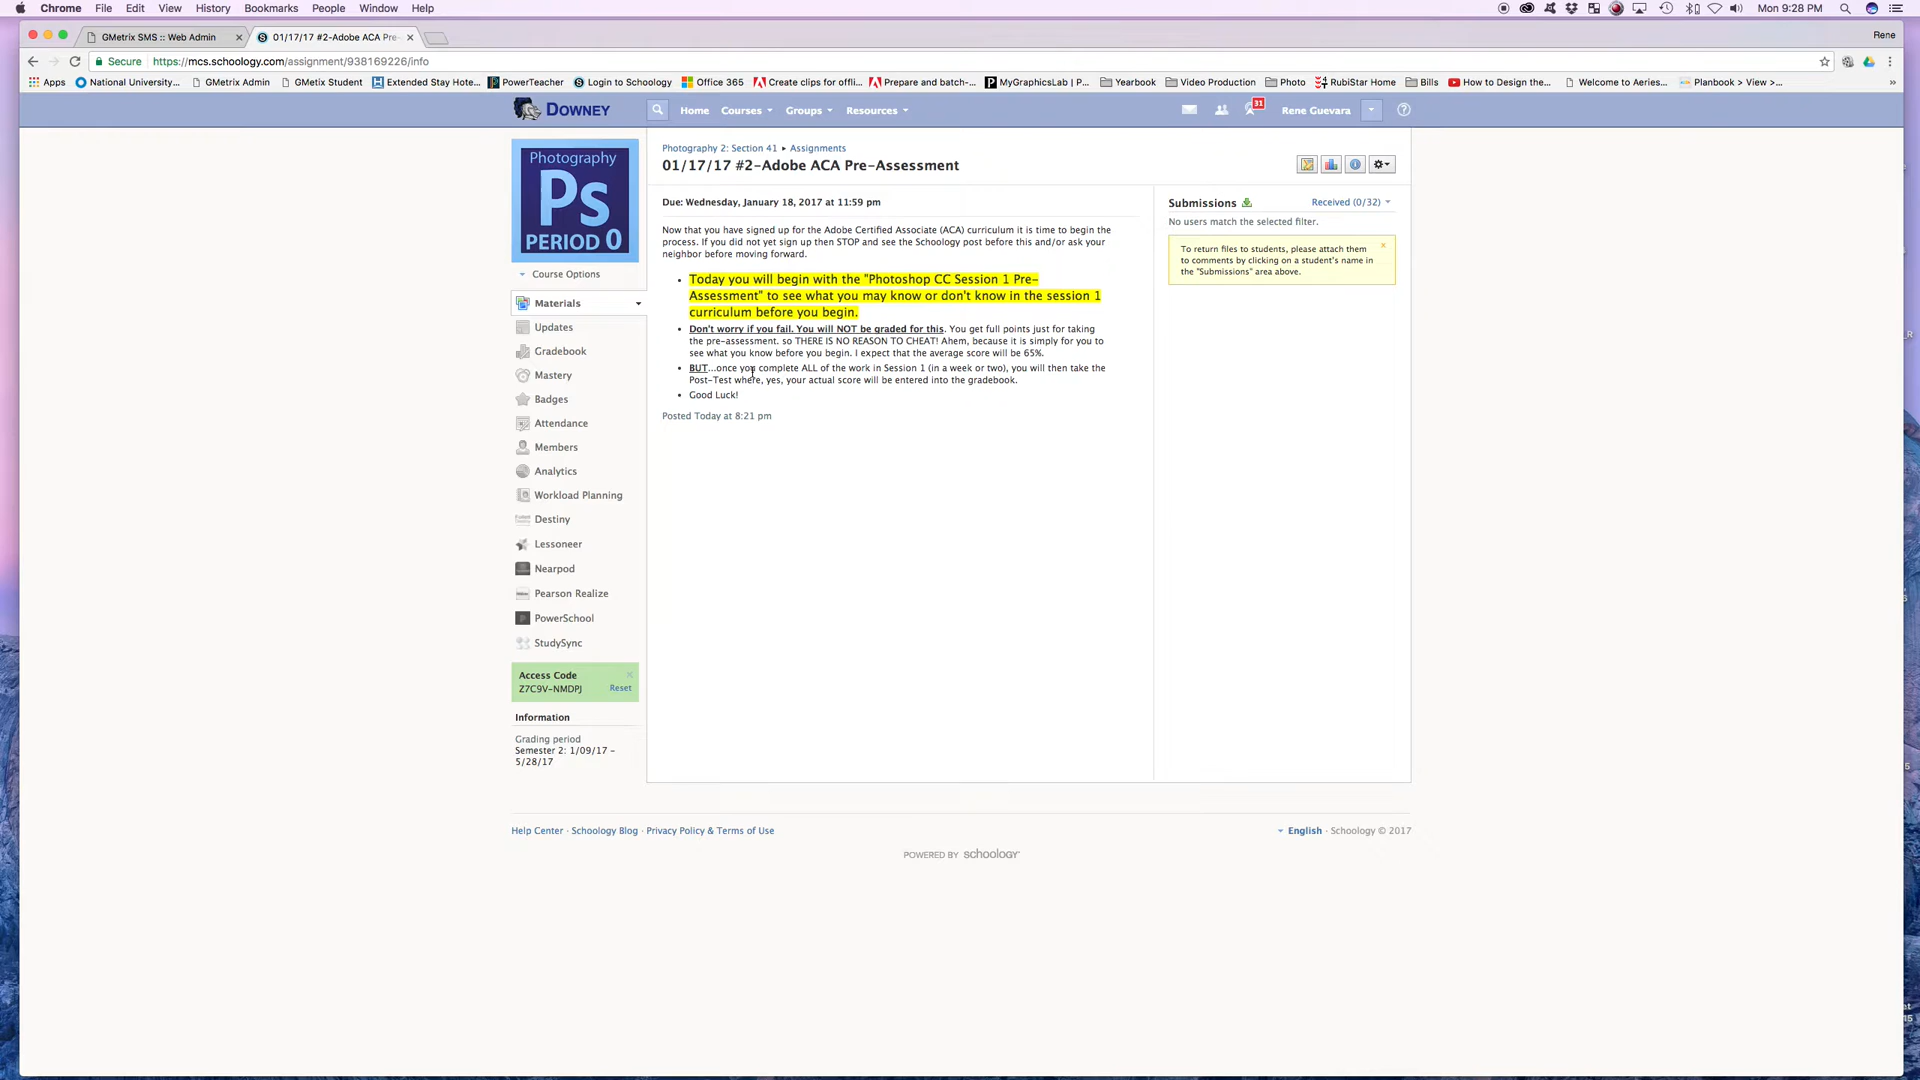 Chrome File Edit View History Bookmarks People Window Help Mon 9:28 PM
GMetrix SMS :: Web Admin 01/17/17 #2-Adobe ACA Pre- Rene
Secure https://mcs.schoology.com/assignment/938169226/info
Apps National University... GMetrix Admin GMetix Student Extended Stay Hote... PowerTeacher Login to Schoology Office 365 Create clips for offli... Prepare and batch-... MyGraphicsLab | P... Yearbook Video Production Photo RubiStar Home Bills How to Design the... Welcome to Aeries... Planbook > View >... »
DOWNEY Home Courses Groups Resources 31 Rene Guevara
Photography
Ps
PERIOD 0
Course Options
Materials
Updates
Gradebook
Mastery
Badges
Attendance
Members
Analytics
Workload Planning
Destiny
Lessoneer
Nearpod
Pearson Realize
PowerSchool
StudySync
Access Code
Z7C9V-NMDPJ Reset
Information
Grading period
Semester 2: 1/09/17 -
5/28/17
Photography 2: Section 41 ▸ Assignments
01/17/17 #2-Adobe ACA Pre-Assessment
Due: Wednesday, January 18, 2017 at 11:59 pm
Now that you have signed up for the Adobe Certified Associate (ACA) curriculum it is time to begin the
process. If you did not yet sign up then STOP and see the Schoology post before this and/or ask your
neighbor before moving forward.
• Today you will begin with the "Photoshop CC Session 1 Pre-
Assessment" to see what you may know or don't know in the session 1
curriculum before you begin.
• Don't worry if you fail. You will NOT be graded for this. You get full points just for taking
the pre-assessment. so THERE IS NO REASON TO CHEAT! Ahem, because it is simply for you to
see what you know before you begin. I expect that the average score will be 65%.
• BUT...once you complete ALL of the work in Session 1 (in a week or two), you will then take the
Post-Test where, yes, your actual score will be entered into the gradebook.
• Good Luck!
Posted Today at 8:21 pm
Submissions Received (0/32)
No users match the selected filter.
To return files to students, please attach them
to comments by clicking on a student's name in
the "Submissions" area above.
Help Center · Schoology Blog · Privacy Policy & Terms of Use
English · Schoology © 2017
POWERED BY schoology